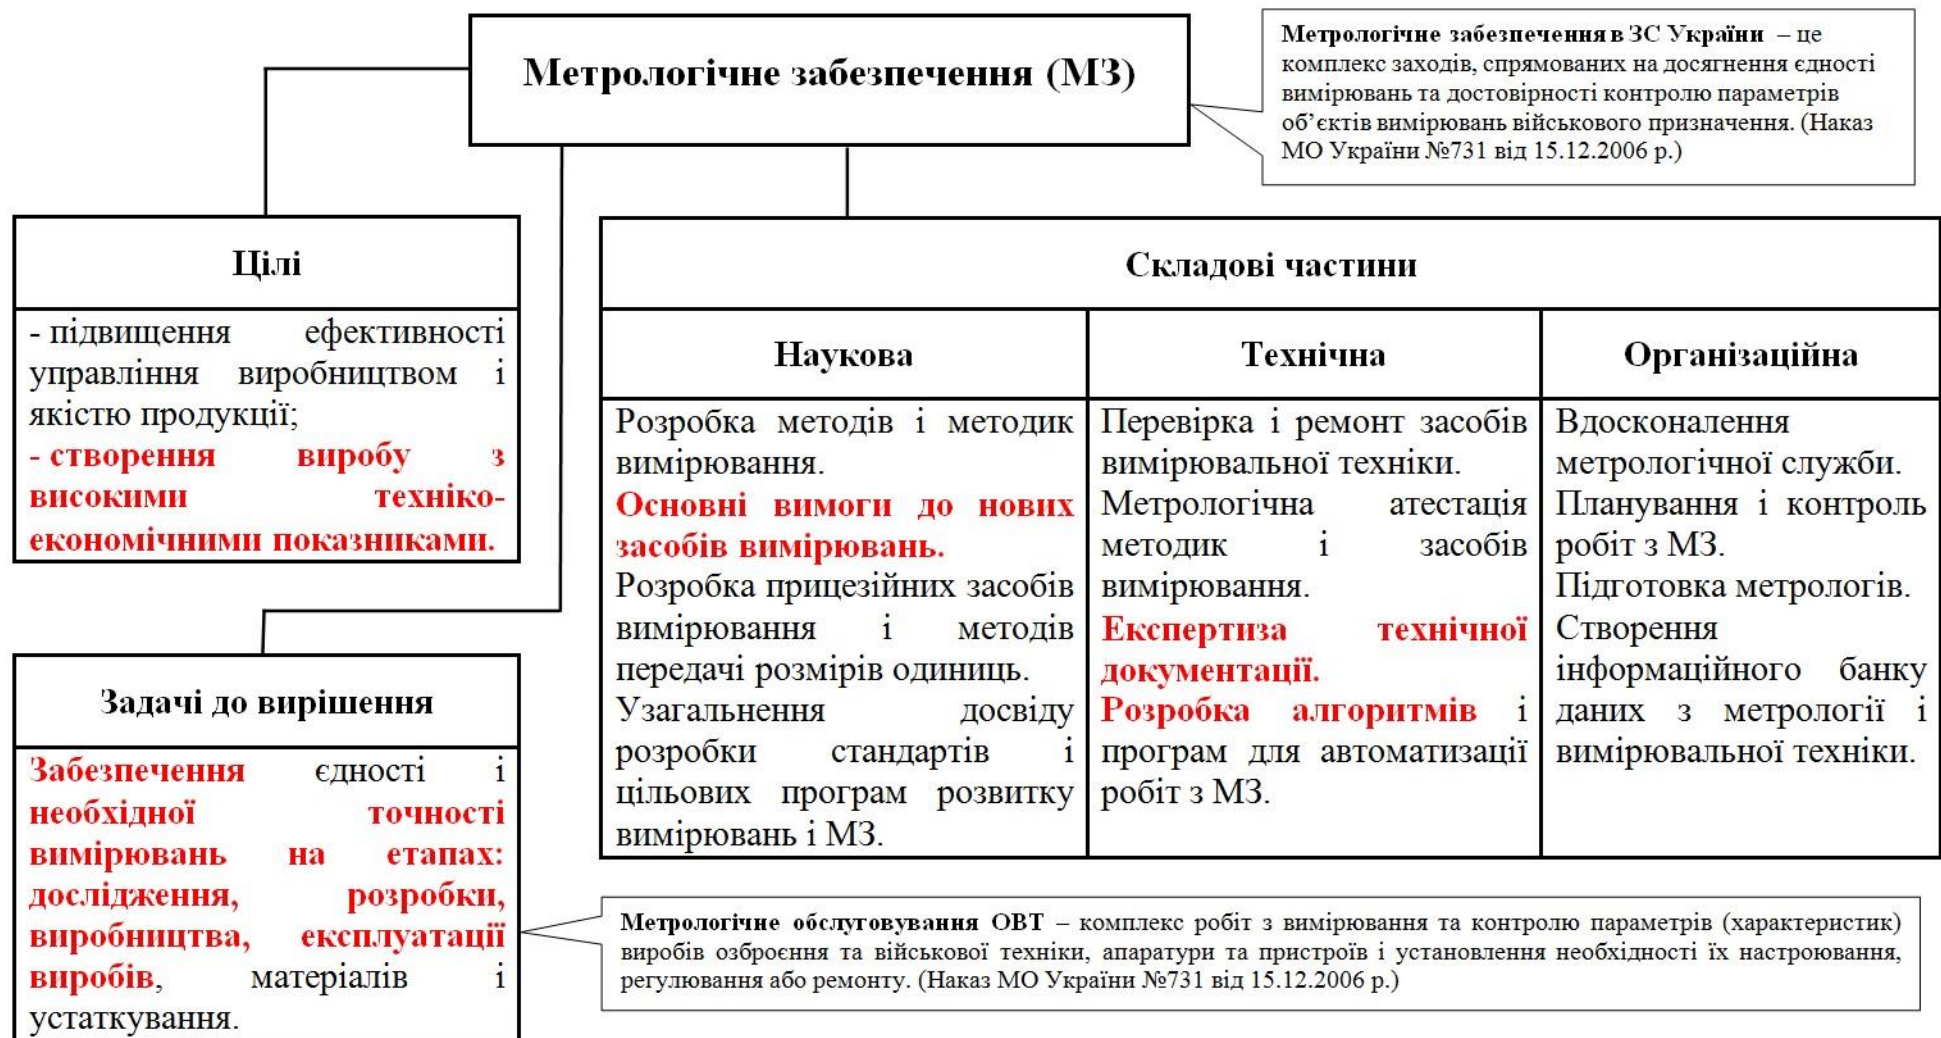 Метрологічне забезпечення (МЗ)
Метрологічне забезпечення в ЗС України – це
комплекс заходів, спрямованих на досягнення єдності
вимірювань та достовірності контролю параметрів
об’єктів вимірювань військового призначення. (Наказ
МО України №731 від 15.12.2006 р.)
Цілі
- підвищення ефективності
управління виробництвом і
якістю продукції;
- створення виробу з
високими техніко-
економічними показниками.
Задачі до вирішення
Забезпечення єдності і
необхідної точності
вимірювань на етапах:
дослідження, розробки,
виробництва, експлуатації
виробів, матеріалів і
устаткування.
Складові частини
Наукова
Розробка методів і методик
вимірювання.
Основні вимоги до нових
засобів вимірювань.
Розробка прицезійних засобів
вимірювання і методів
передачі розмірів одиниць.
Узагальнення досвіду
розробки стандартів і
цільових програм розвитку
вимірювань і МЗ.
Технічна
Перевірка і ремонт засобів
вимірювальної техніки.
Метрологічна атестація
методик і засобів
вимірювання.
Експертиза технічної
документації.
Розробка алгоритмів і
програм для автоматизації
робіт з МЗ.
Організаційна
Вдосконалення
метрологічної служби.
Планування і контроль
робіт з МЗ.
Підготовка метрологів.
Створення
інформаційного банку
даних з метрології і
вимірювальної техніки.
Метрологічне обслуговування ОВТ – комплекс робіт з вимірювання та контролю параметрів (характеристик)
виробів озброєння та військової техніки, апаратури та пристроїв і установлення необхідності їх настроювання,
регулювання або ремонту. (Наказ МО України №731 від 15.12.2006 р.)